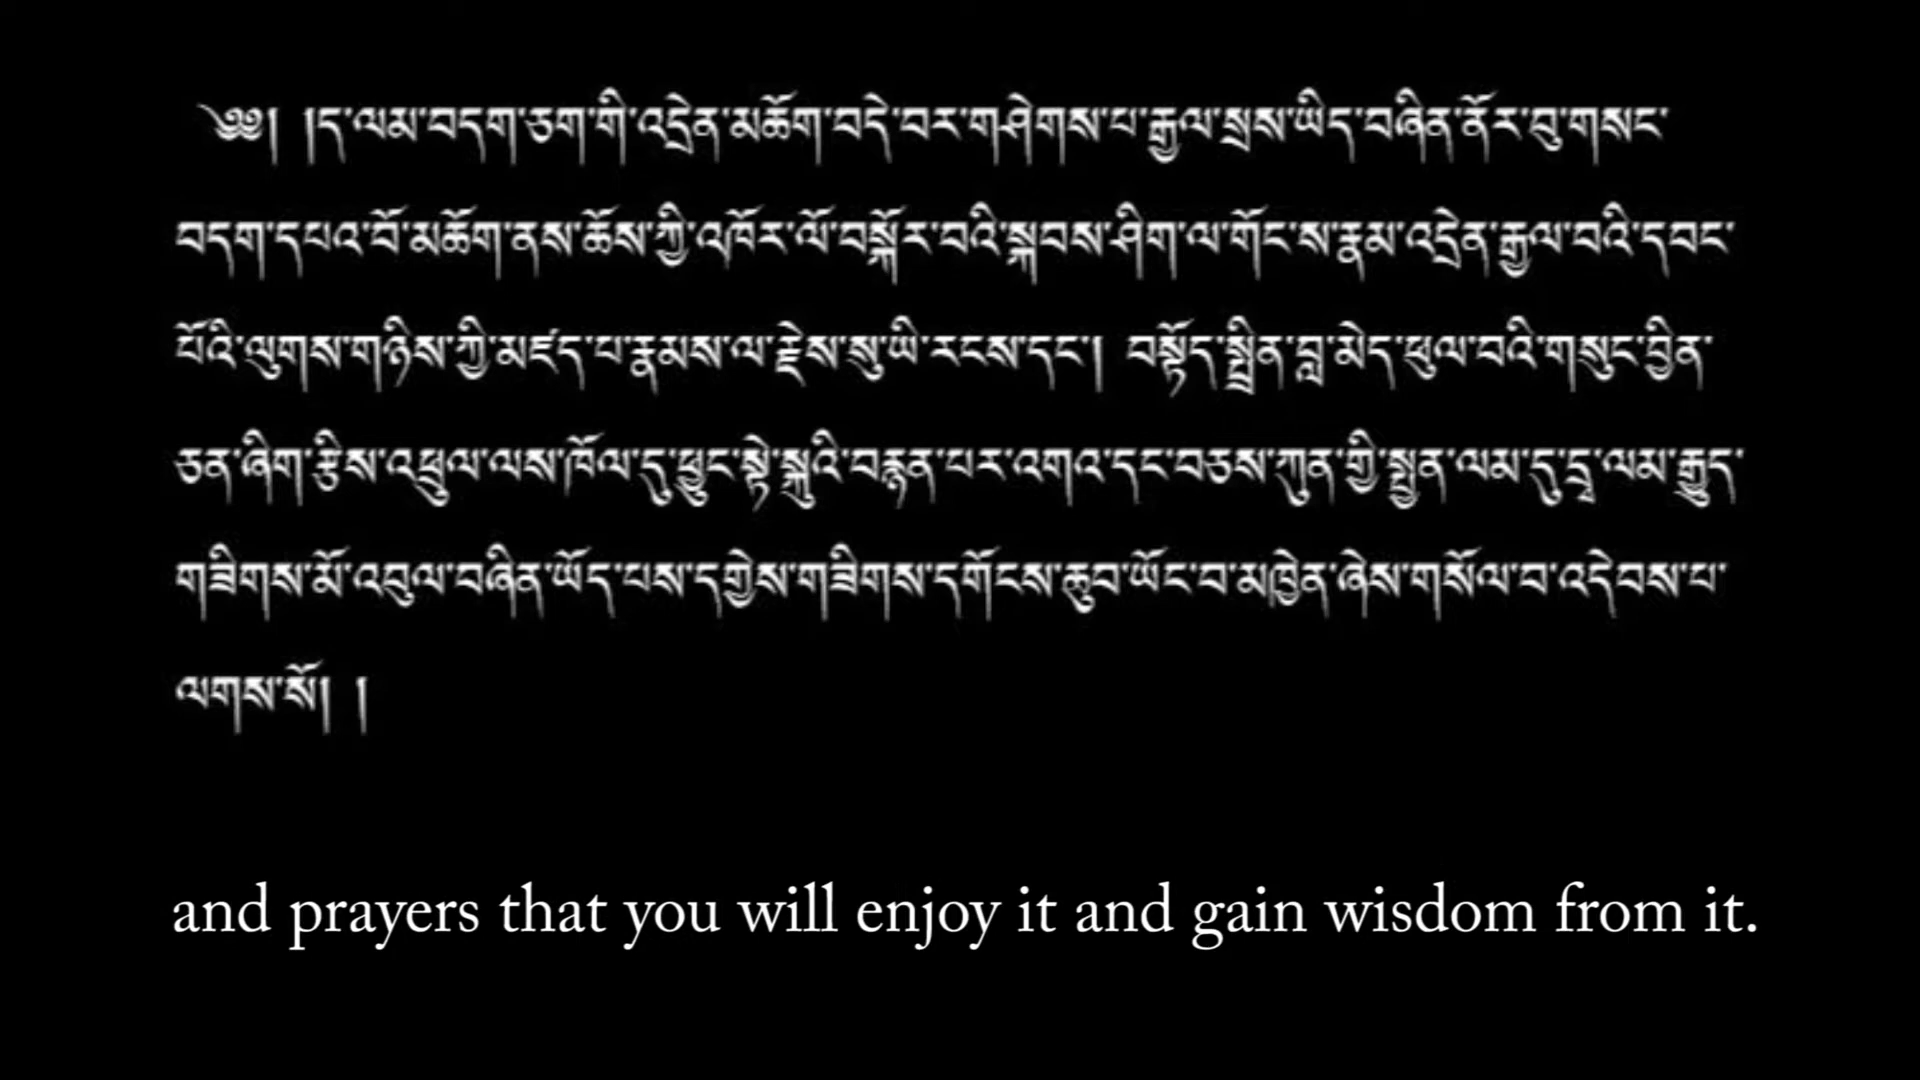 ༄༅། །ད་ལམ་བདག་ཅག་གི་འདྲེན་མཆོག་བདེ་བར་གཤེགས་པ་རྒྱལ་སྲས་ཡིད་བཞིན་ནོར་བུ་གསང་
བདག་དཔའ་བོ་མཆོག་ནས་ཆོས་ཀྱི་འཁོར་ལོ་བསྐོར་བའི་སྐབས་ཤིག་ལ་གོང་ས་རྣམ་འདྲེན་རྒྱལ་བའི་དབང་
པོའི་ལུགས་གཉིས་ཀྱི་མཛད་པ་རྣམས་ལ་རྗེས་སུ་ཡི་རངས་དང་། བསྟོད་སྤྲིན་བླ་མེད་ཕུལ་བའི་གསུང་བྱིན་
ཅན་ཞིག་རྩིས་འཕྲུལ་ལས་ཁོལ་དུ་ཕྱུང་སྟེ་སྐུའི་བརྙན་པར་འགའ་དང་བཅས་ཀུན་གྱི་སྤྱན་ལམ་དུ་དྲྭ་ལམ་རྒྱུད་
གཟིགས་མོ་འབུལ་བཞིན་ཡོད་པས་དགྱེས་གཟིགས་དགོངས་ཆུབ་ཡོང་བ་མཁྱེན་ཞེས་གསོལ་བ་འདེབས་པ་
ལགས་སོ། །
and prayers that you will enjoy it and gain wisdom from it.